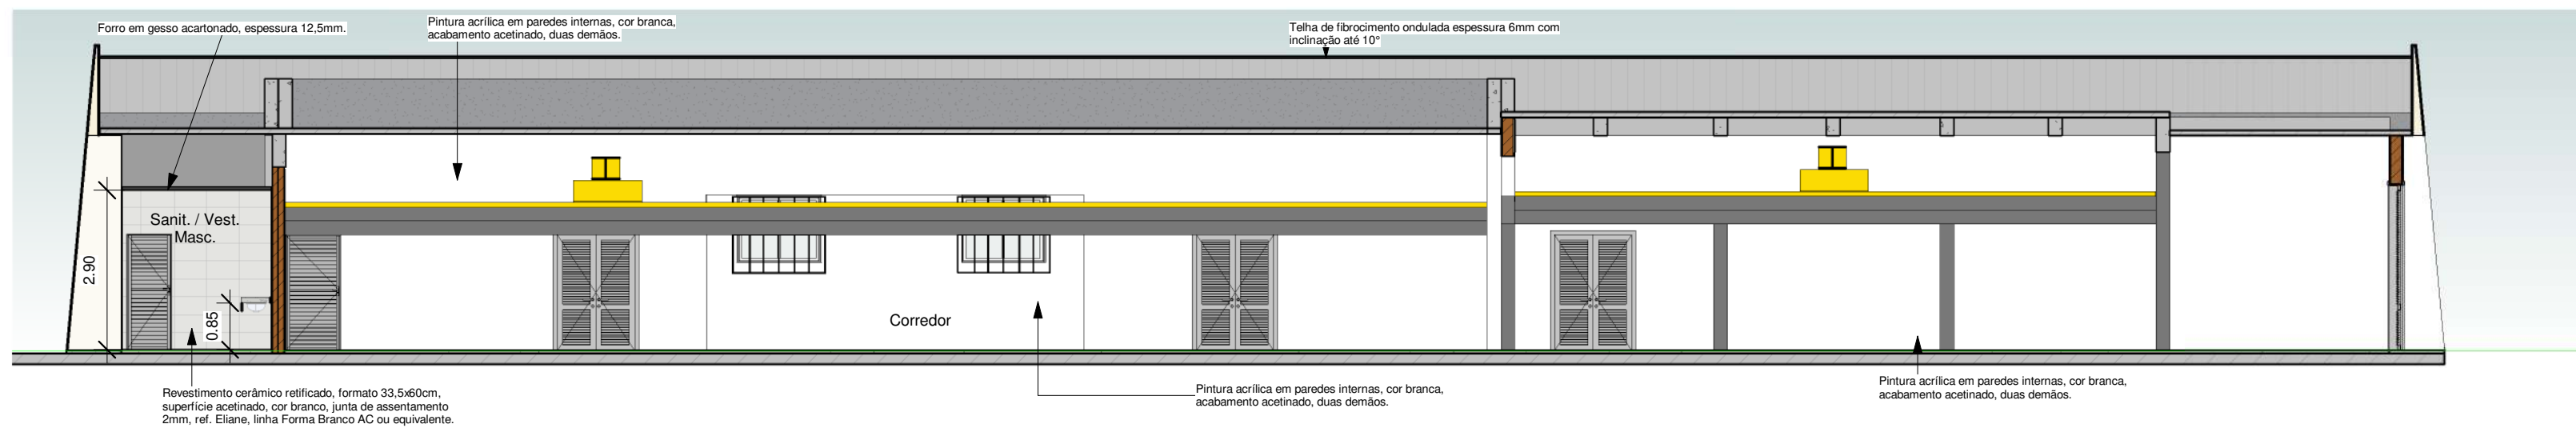 Forro em gesso acartonado, espessura 12,5mm.
Pintura acrílica em paredes internas, cor branca,
acabamento acetinado, duas demãos.
Telha de fibrocimento ondulada espessura 6mm com
inclinação até 10°
Sanit. / Vest.
Masc.
2.90
0.85
Corredor
Revestimento cerâmico retificado, formato 33,5x60cm,
superfície acetinado, cor branco, junta de assentamento
2mm, ref. Eliane, linha Forma Branco AC ou equivalente.
Pintura acrílica em paredes internas, cor branca,
acabamento acetinado, duas demãos.
Pintura acrílica em paredes internas, cor branca,
acabamento acetinado, duas demãos.